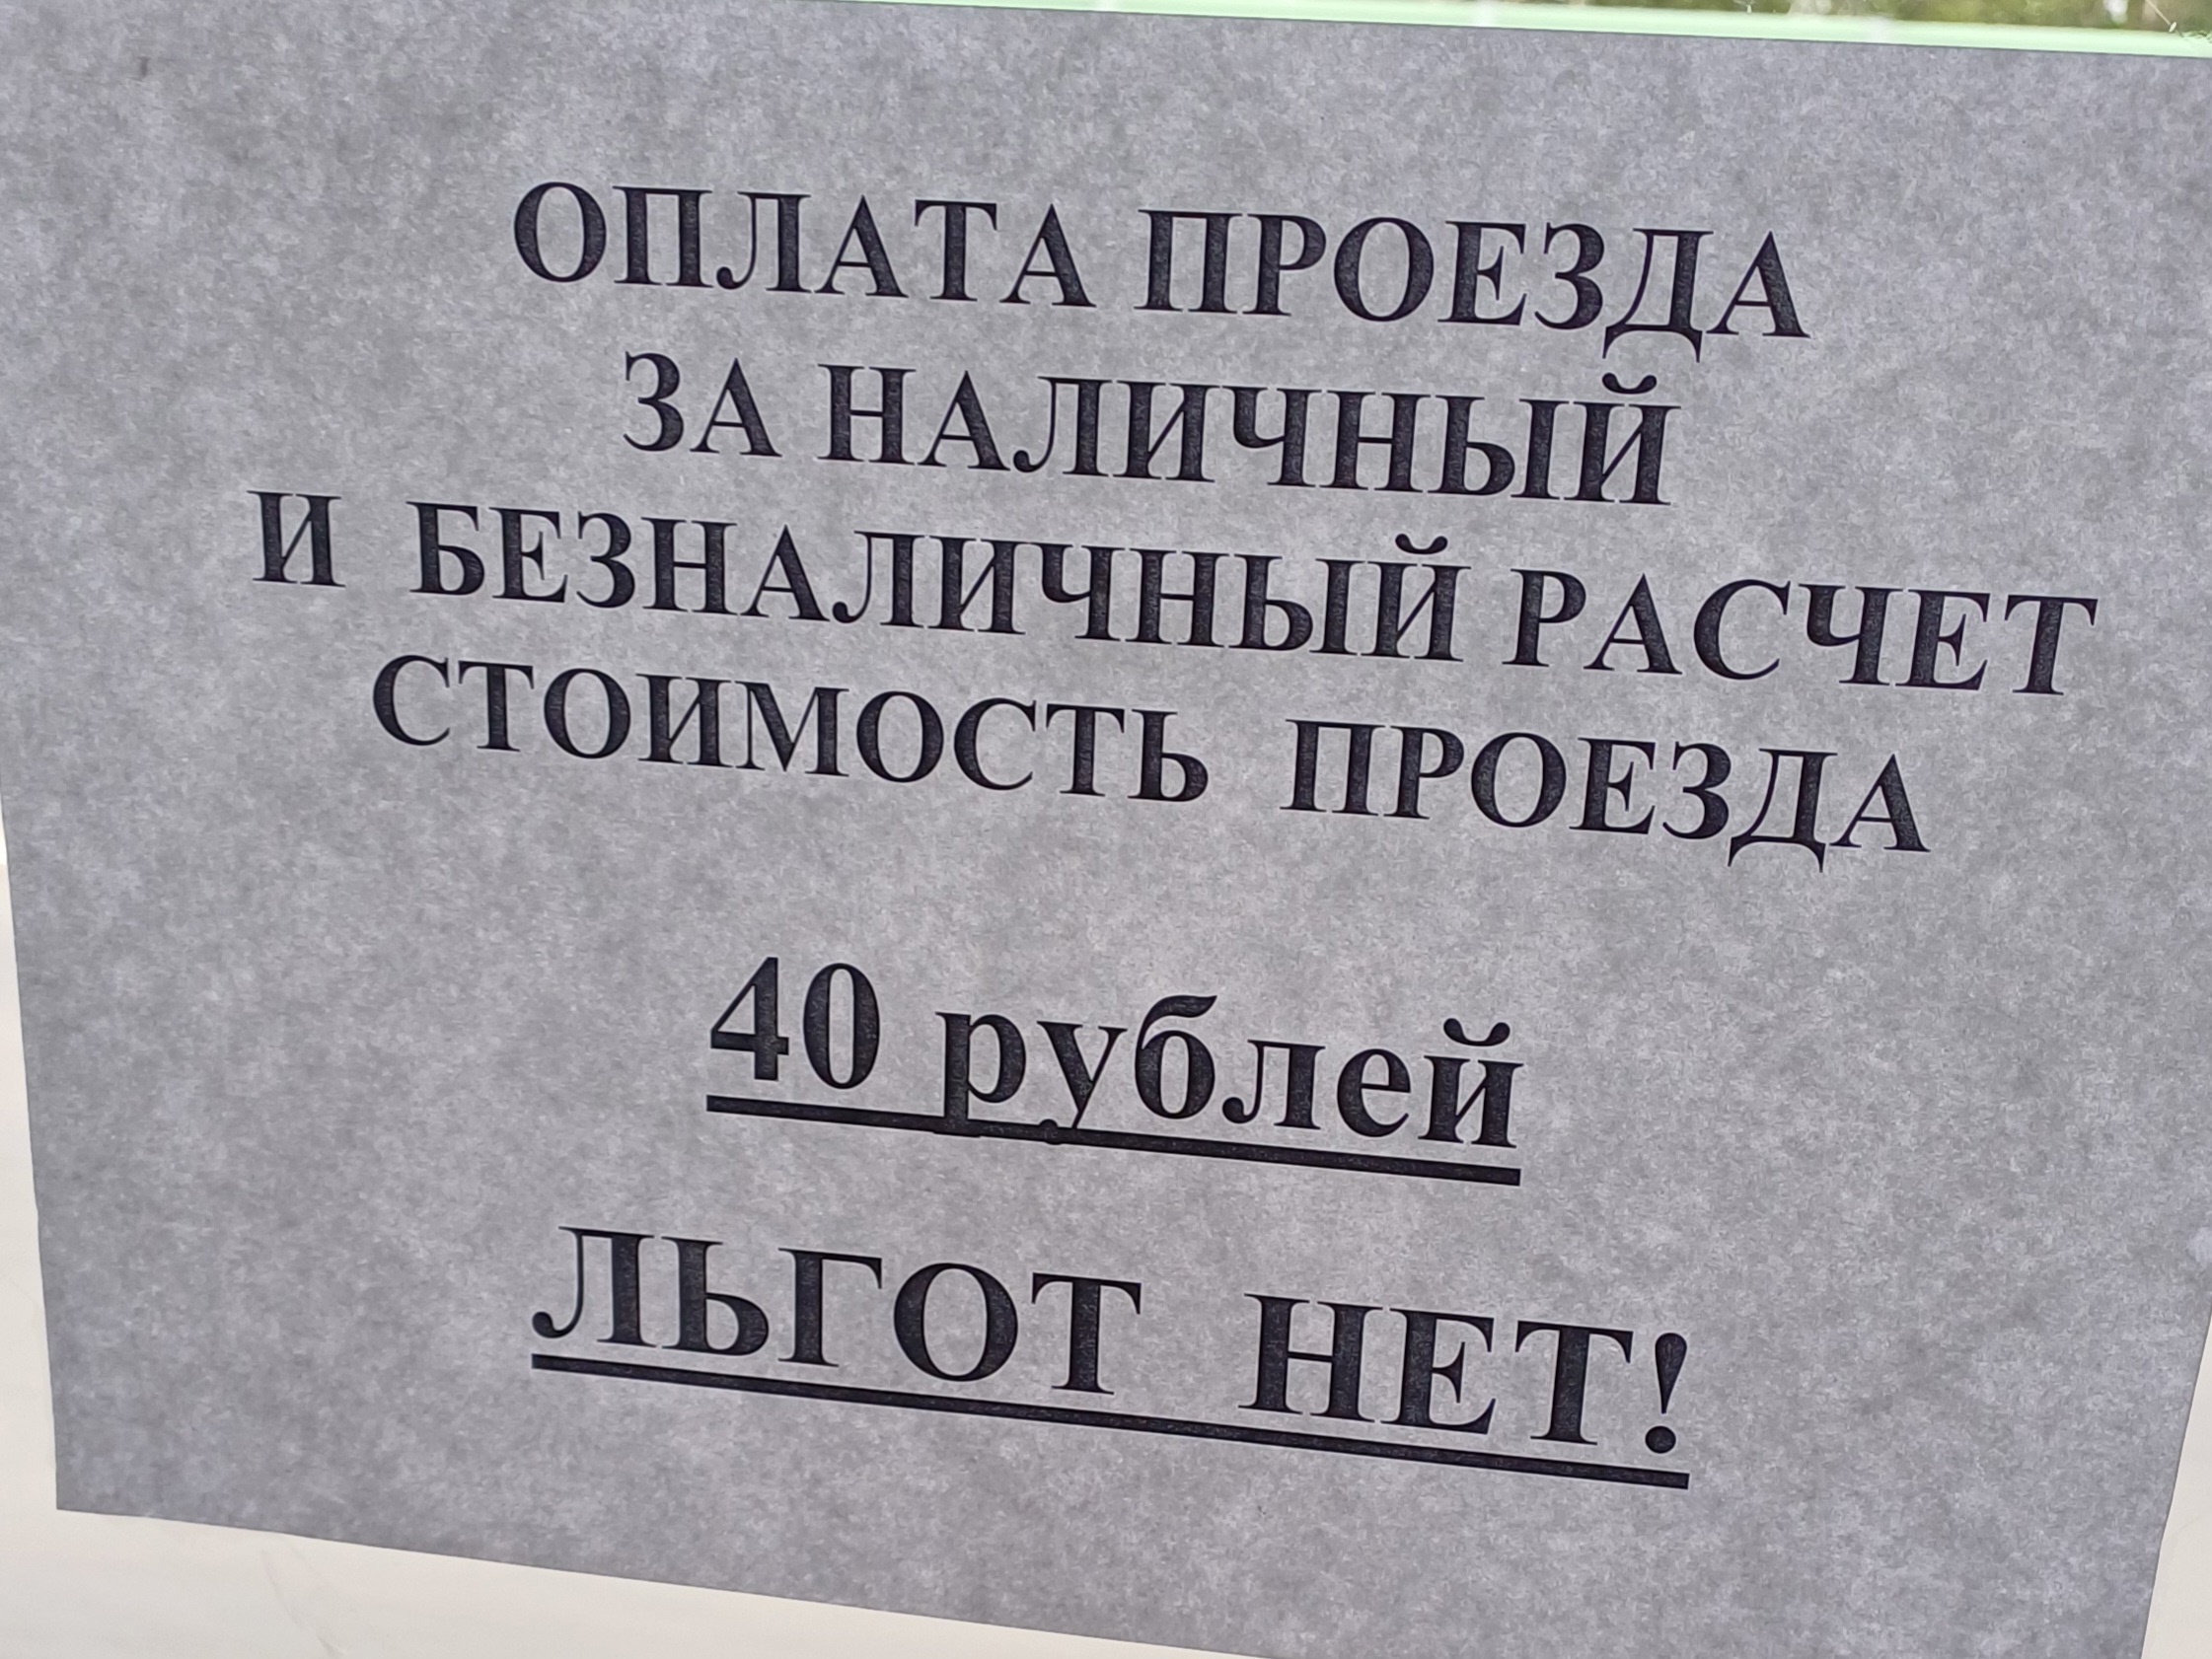 ОПЛАТА ПРОЕЗДА
ЗА НАЛИЧНЫЙ
И БЕЗНАЛИЧНЫЙ РАСЧЕТ
СТОИМОСТЬ ПРОЕЗДА
40 рублей
ЛЬГОТ НЕТ!